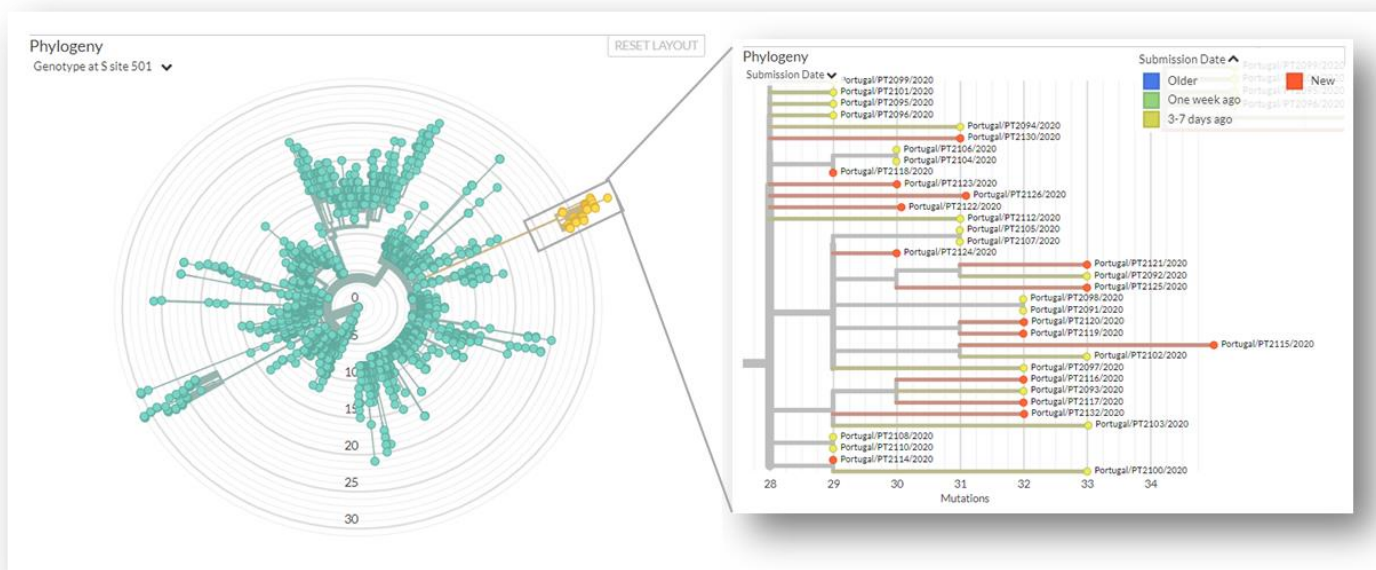 Phylogeny
RESET LAYOUT
Genotype at S site 501
0
5
10
15
20
25
30
Phylogeny
Submission Date
Submission Date
Older
New
One week ago
3-7 days ago
Portugal/PT2099/2020
Portugal/PT2101/2020
Portugal/PT2095/2020
Portugal/PT2096/2020
Portugal/PT2094/2020
Portugal/PT2130/2020
Portugal/PT2106/2020
Portugal/PT2104/2020
Portugal/PT2118/2020
Portugal/PT2123/2020
Portugal/PT2126/2020
Portugal/PT2122/2020
Portugal/PT2112/2020
Portugal/PT2105/2020
Portugal/PT2107/2020
Portugal/PT2124/2020
Portugal/PT2121/2020
Portugal/PT2092/2020
Portugal/PT2125/2020
Portugal/PT2098/2020
Portugal/PT2091/2020
Portugal/PT2120/2020
Portugal/PT2119/2020
Portugal/PT2115/2020
Portugal/PT2102/2020
Portugal/PT2097/2020
Portugal/PT2116/2020
Portugal/PT2093/2020
Portugal/PT2117/2020
Portugal/PT2132/2020
Portugal/PT2103/2020
Portugal/PT2108/2020
Portugal/PT2110/2020
Portugal/PT2114/2020
Portugal/PT2100/2020
28 29 30 31 32 33 34
Mutations